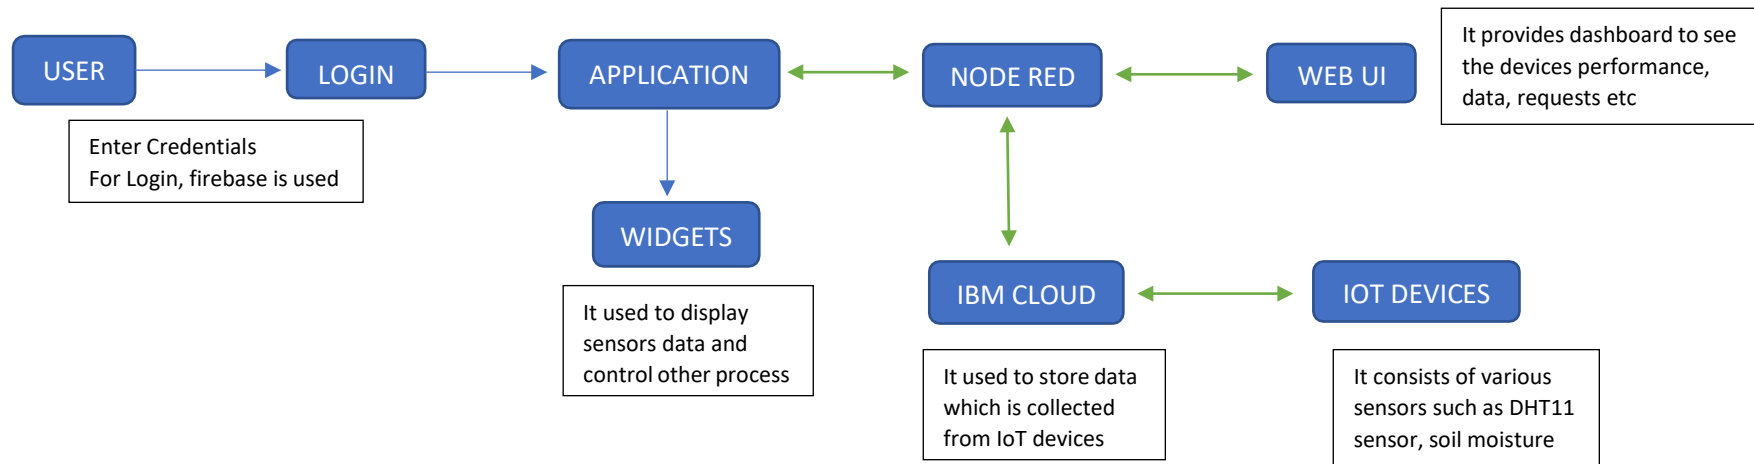 USER
LOGIN
APPLICATION
NODE RED
WEB UI
It provides dashboard to see
the devices performance,
data, requests etc
Enter Credentials
For Login, firebase is used
WIDGETS
It used to display
sensors data and
control other process
IBM CLOUD
IOT DEVICES
It used to store data
which is collected
from IoT devices
It consists of various
sensors such as DHT11
sensor, soil moisture